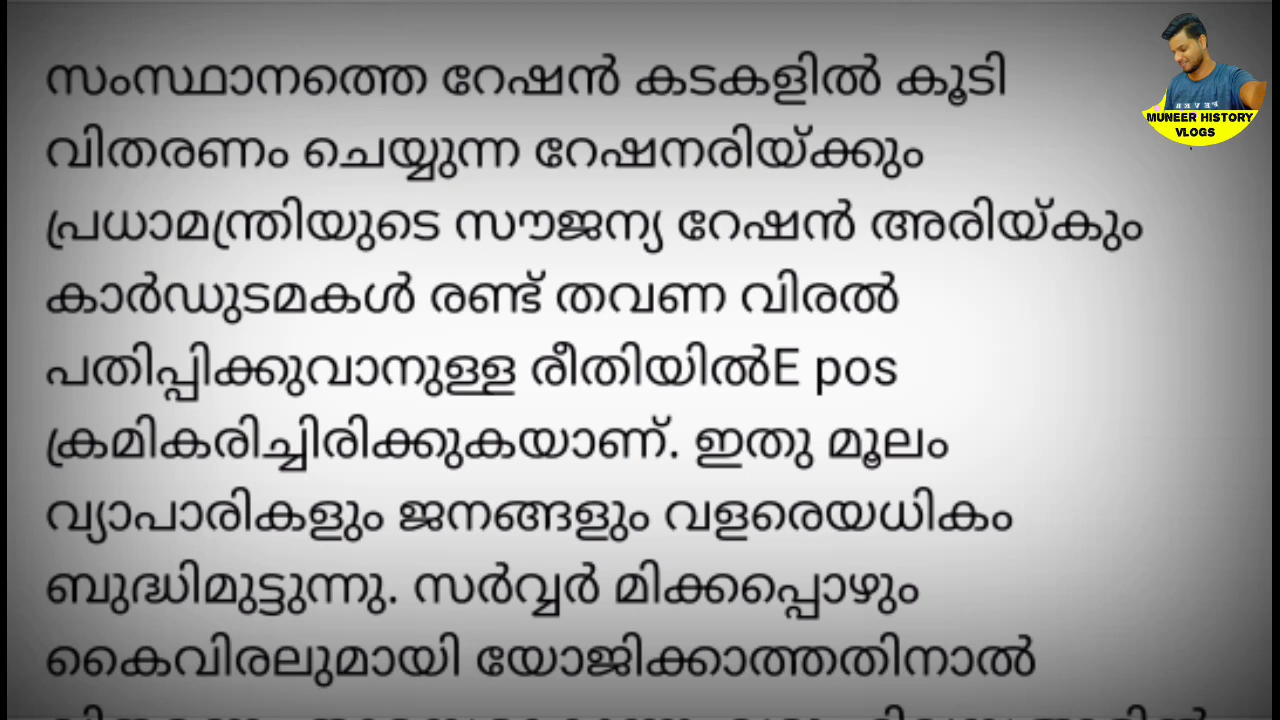 സംസ്ഥാനത്തെ റേഷൻ കടകളിൽ കൂടി
വിതരണം ചെയ്യുന്ന റേഷനരിയ്ക്കും
പ്രധാമന്ത്രിയുടെ സൗജന്യ റേഷൻ അരിയ്കും
കാർഡുടമകൾ രണ്ട് തവണ വിരൽ
പതിപ്പിക്കുവാനുള്ള രീതിയിൽE pos
ക്രമികരിച്ചിരിക്കുകയാണ്. ഇതു മൂലം
വ്യാപാരികളും ജനങ്ങളും വളരെയധികം
ബുദ്ധിമുട്ടുന്നു. സർവ്വർ മിക്കപ്പൊഴും
കൈവിരലുമായി യോജിക്കാത്തതിനാൽ
MUNEER HISTORY
VLOGS